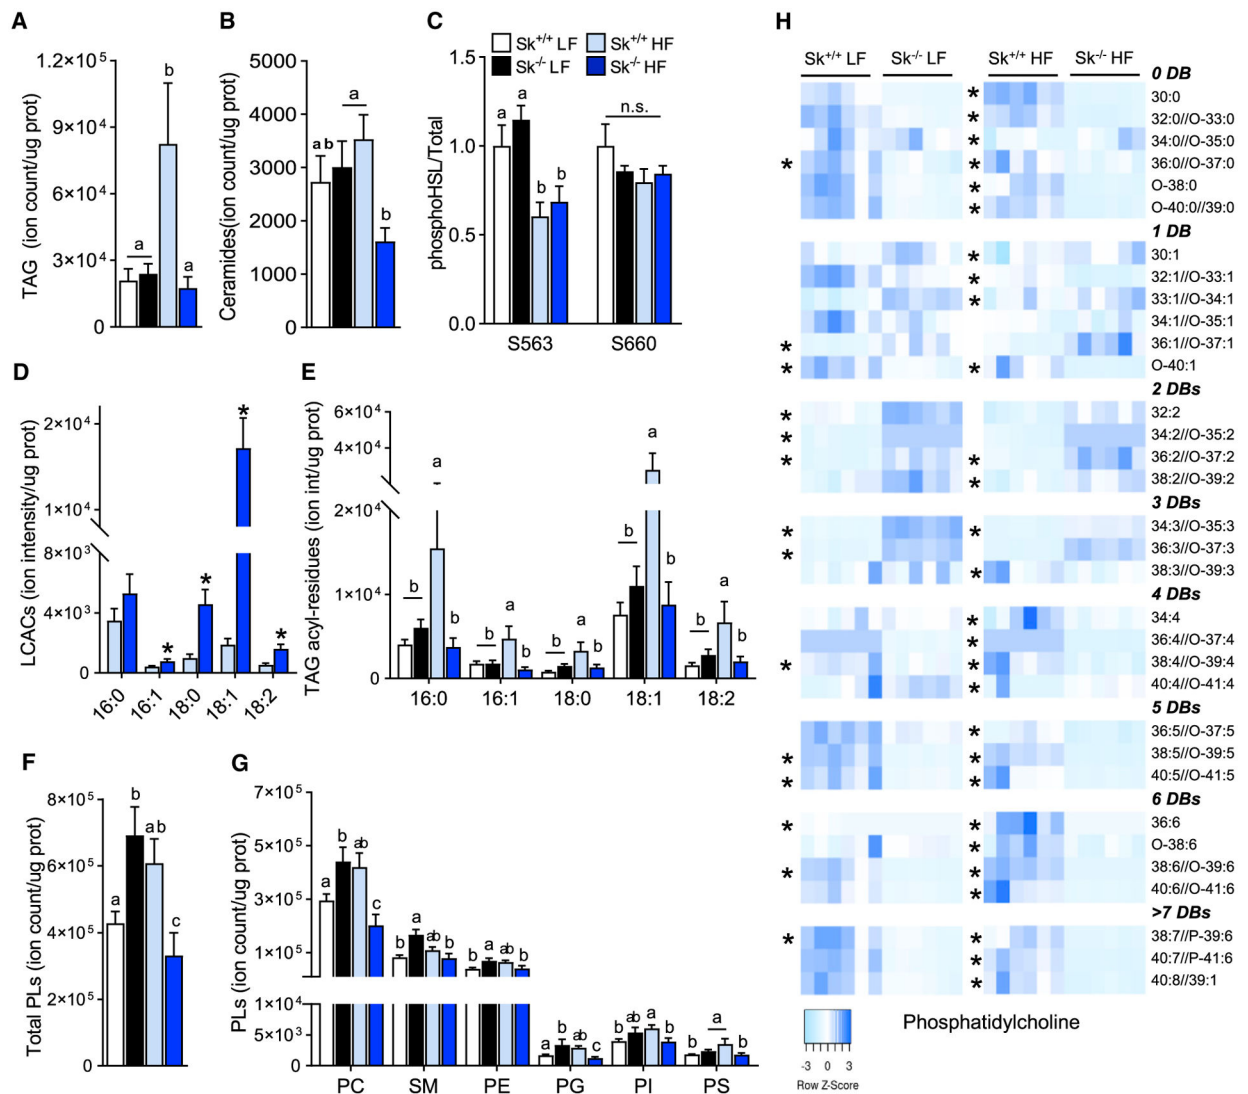 A
TAG (ion count/ug prot)
1.2×10⁵
9×10⁴
6×10⁴
3×10⁴
0
a
b
a
B
Ceramides(ion count/ug prot)
5000
4000
3000
2000
1000
0
ab
a
b
C
Sk+/+ LF
Sk+/+ HF
Sk-/- LF
Sk-/- HF
phosphoHSL/Total
1.5
1.0
0.5
0.0
a
a
b
b
n.s.
S563
S660
D
LCACs (ion intensity/ug prot)
2×10⁴
1×10⁴
8×10³
4×10³
0
*
*
*
*
16:0
16:1
18:0
18:1
18:2
E
TAG acyl-residues (ion int/ug prot)
6×10⁴
4×10⁴
2×10⁴
1×10⁴
0
b
a
b
b
a
b
b
a
b
b
a
b
b
a
b
16:0
16:1
18:0
18:1
18:2
F
Total PLs (ion count/ug prot)
8×10⁵
6×10⁵
4×10⁵
2×10⁵
0
a
b
ab
c
G
PLs (ion count/ug prot)
7×10⁵
5×10⁵
3×10⁵
1×10⁵
1×10⁴
5×10³
0
a b ab c
b a ab b
b a ab b
a b ab c
b ab a b
b a b
PC
SM
PE
PG
PI
PS
H
Sk+/+ LF
Sk-/- LF
Sk+/+ HF
Sk-/- HF
0 DB
* 30:0
* 32:0//O-33:0
* 34:0//O-35:0
* * 36:0//O-37:0
* O-38:0
* O-40:0//39:0
1 DB
* 30:1
* 32:1//O-33:1
* 33:1//O-34:1
34:1//O-35:1
* 36:1//O-37:1
* * O-40:1
2 DBs
* 32:2
* 34:2//O-35:2
* * 36:2//O-37:2
* 38:2//O-39:2
3 DBs
* * 34:3//O-35:3
* 36:3//O-37:3
* 38:3//O-39:3
4 DBs
* 34:4
* 36:4//O-37:4
* * 38:4//O-39:4
* 40:4//O-41:4
5 DBs
* 36:5//O-37:5
* * 38:5//O-39:5
* * 40:5//O-41:5
6 DBs
* * 36:6
* O-38:6
* * 38:6//O-39:6
* 40:6//O-41:6
>7 DBs
* * 38:7//P-39:6
* 40:7//P-41:6
* 40:8//39:1
-3 0 3
Row Z-Score
Phosphatidylcholine